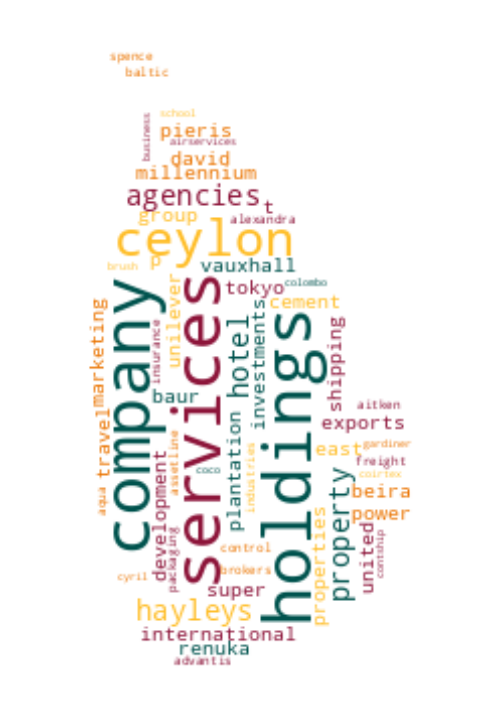 spence
baltic
school
business
pieris
airservices
david
millennium
agencies
t
group
alexandra
ceylon
brush
p
vauxhall
unilever
services
tokyo
colombo
company
cement
marketing
insurance
hotel
investments
holdings
shipping
baur
travel
aitken
plantation
exports
assetline
east
gardiner
industries
coco
freight
development
property
coirtex
aqua
beira
properties
power
packaging
united
contship
control
cyril
brokers
super
hayleys
international
renuka
advantis